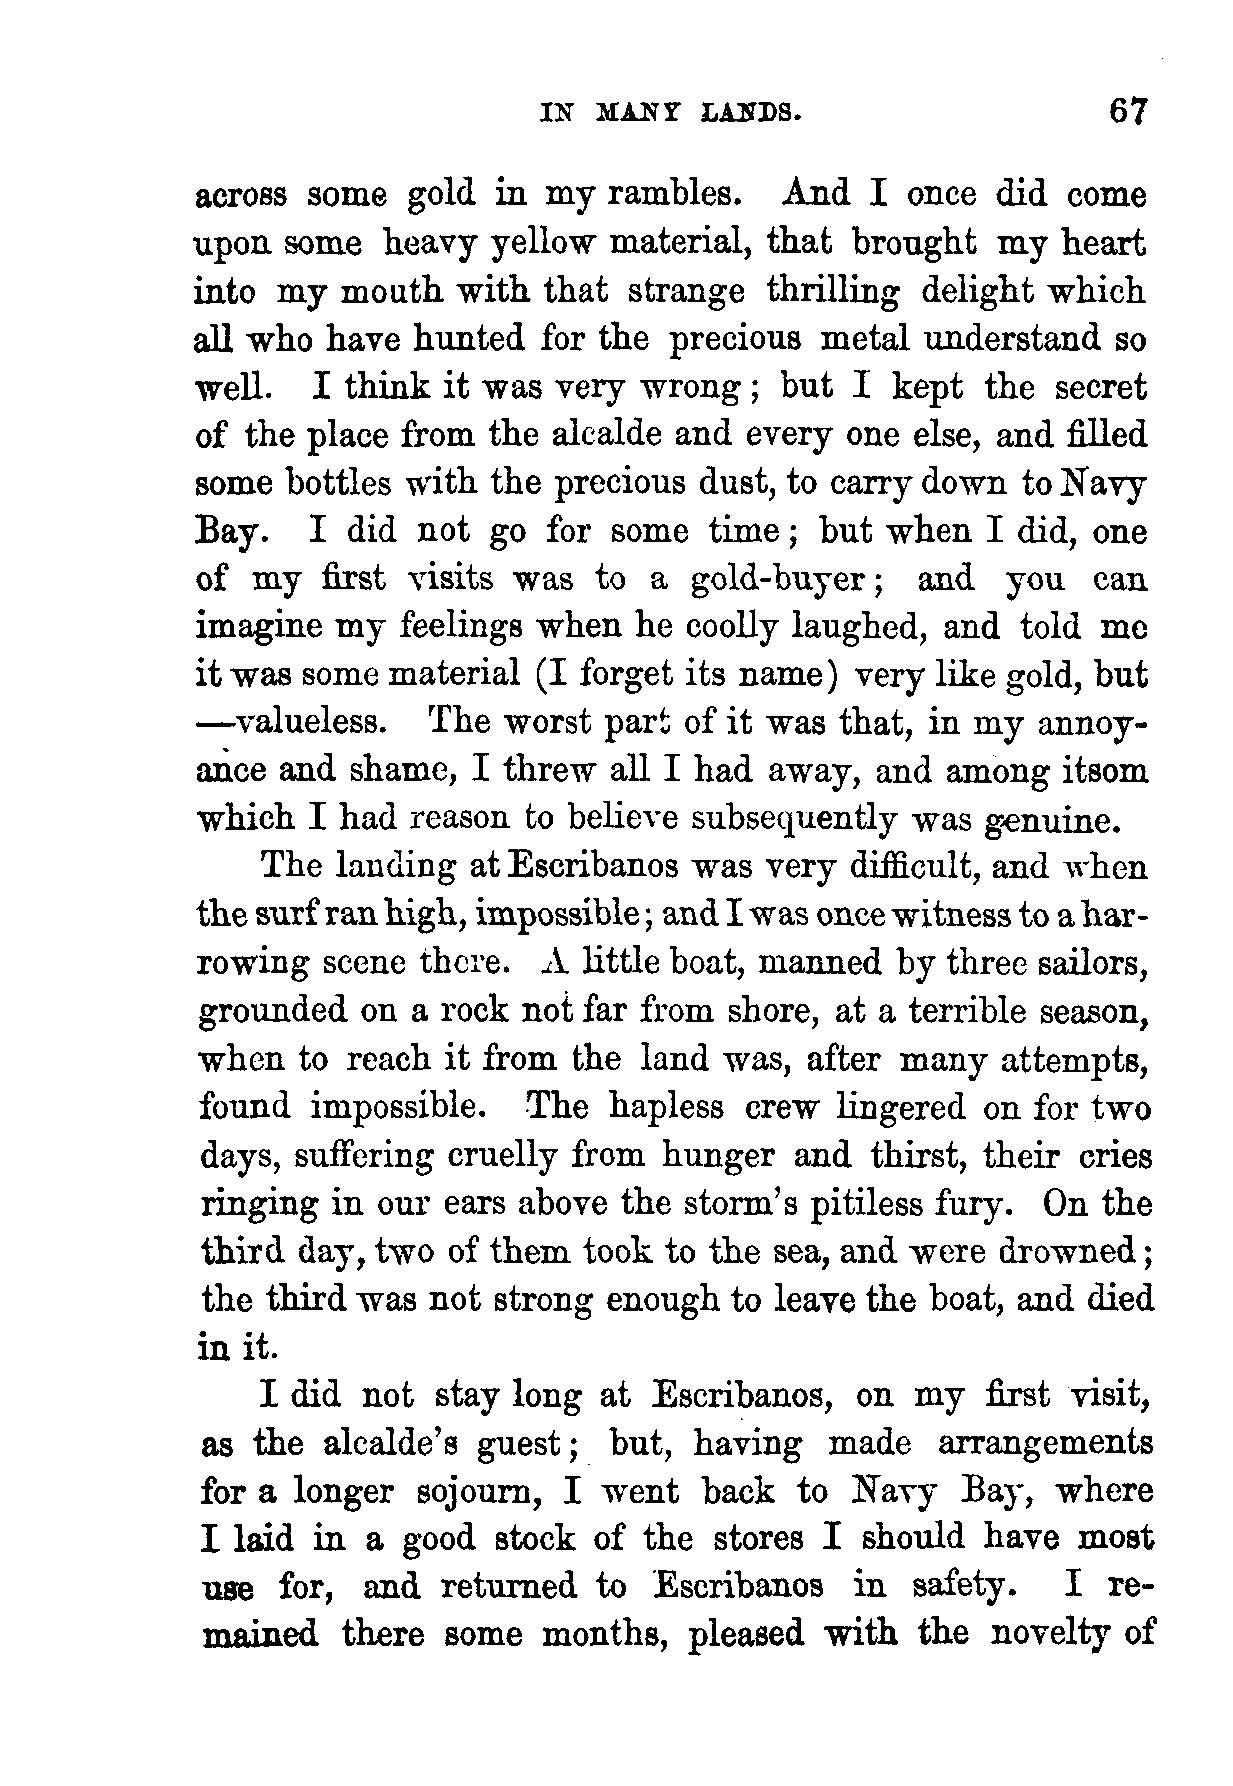 IN MANY LANDS. 67
across some gold in my rambles. And I once did come
upon some heavy yellow material, that brought my heart
into my mouth with that strange thrilling delight which
all who have hunted for the precious metal understand so
well. I think it was very wrong; but I kept the secret
of the place from the alcalde and every one else, and filled
some bottles with the precious dust, to carry down to Navy
Bay. I did not go for some time; but when I did, one
of my first visits was to a gold-buyer; and you can
imagine my feelings when he coolly laughed, and told me
it was some material (I forget its name) very like gold, but
—valueless. The worst part of it was that, in my annoy-
ance and shame, I threw all I had away, and among itsom
which I had reason to believe subsequently was genuine.
The landing at Escribanos was very difficult, and when
the surf ran high, impossible; and I was once witness to a har-
rowing scene there. A little boat, manned by three sailors,
grounded on a rock not far from shore, at a terrible season,
when to reach it from the land was, after many attempts,
found impossible. The hapless crew lingered on for two
days, suffering cruelly from hunger and thirst, their cries
ringing in our ears above the storm's pitiless fury. On the
third day, two of them took to the sea, and were drowned;
the third was not strong enough to leave the boat, and died
in it.
I did not stay long at Escribanos, on my first visit,
as the alcalde's guest; but, having made arrangements
for a longer sojourn, I went back to Navy Bay, where
I laid in a good stock of the stores I should have most
use for, and returned to Escribanos in safety. I re-
mained there some months, pleased with the novelty of